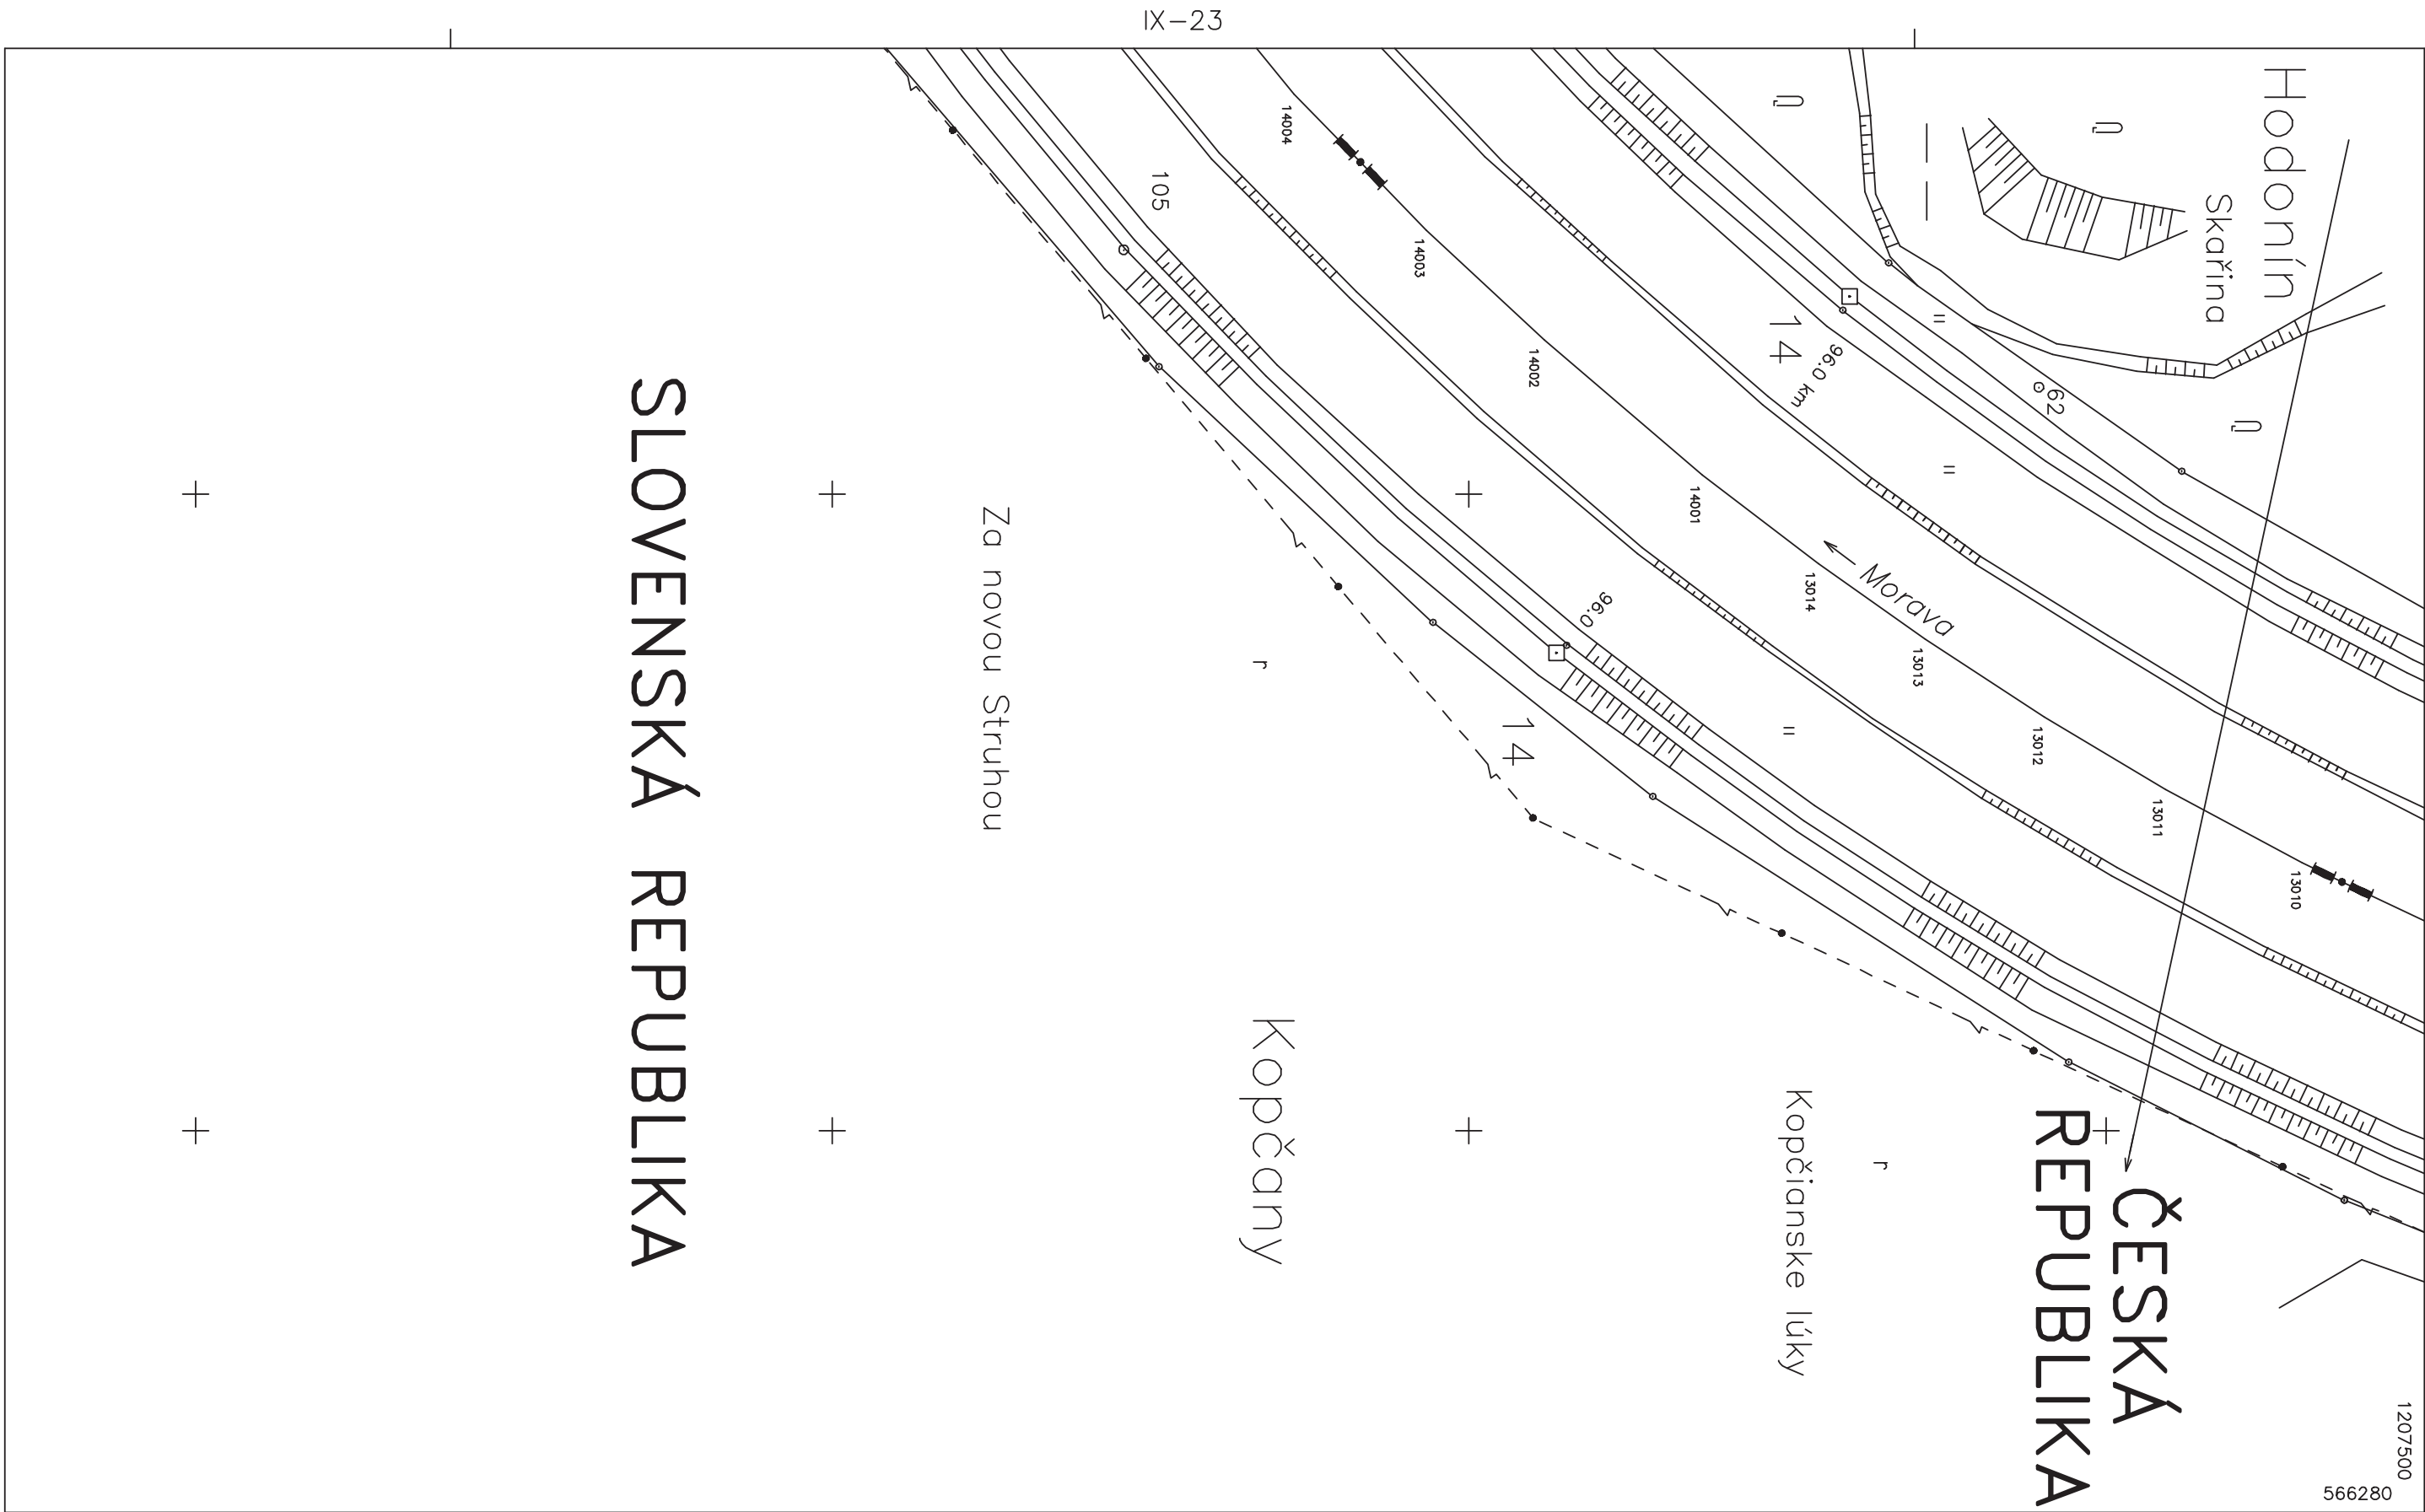 IX-23
Hodonín
Skařina
62
14
96.0 km
14004
14003
14002
14001
13014
13013
13012
13011
13010
Morava
105
96.0
14
r
Za novou Struhou
Kopčany
Kopčianske lúky
r
ČESKÁ
REPUBLIKA
SLOVENSKÁ REPUBLIKA
1207500
566280